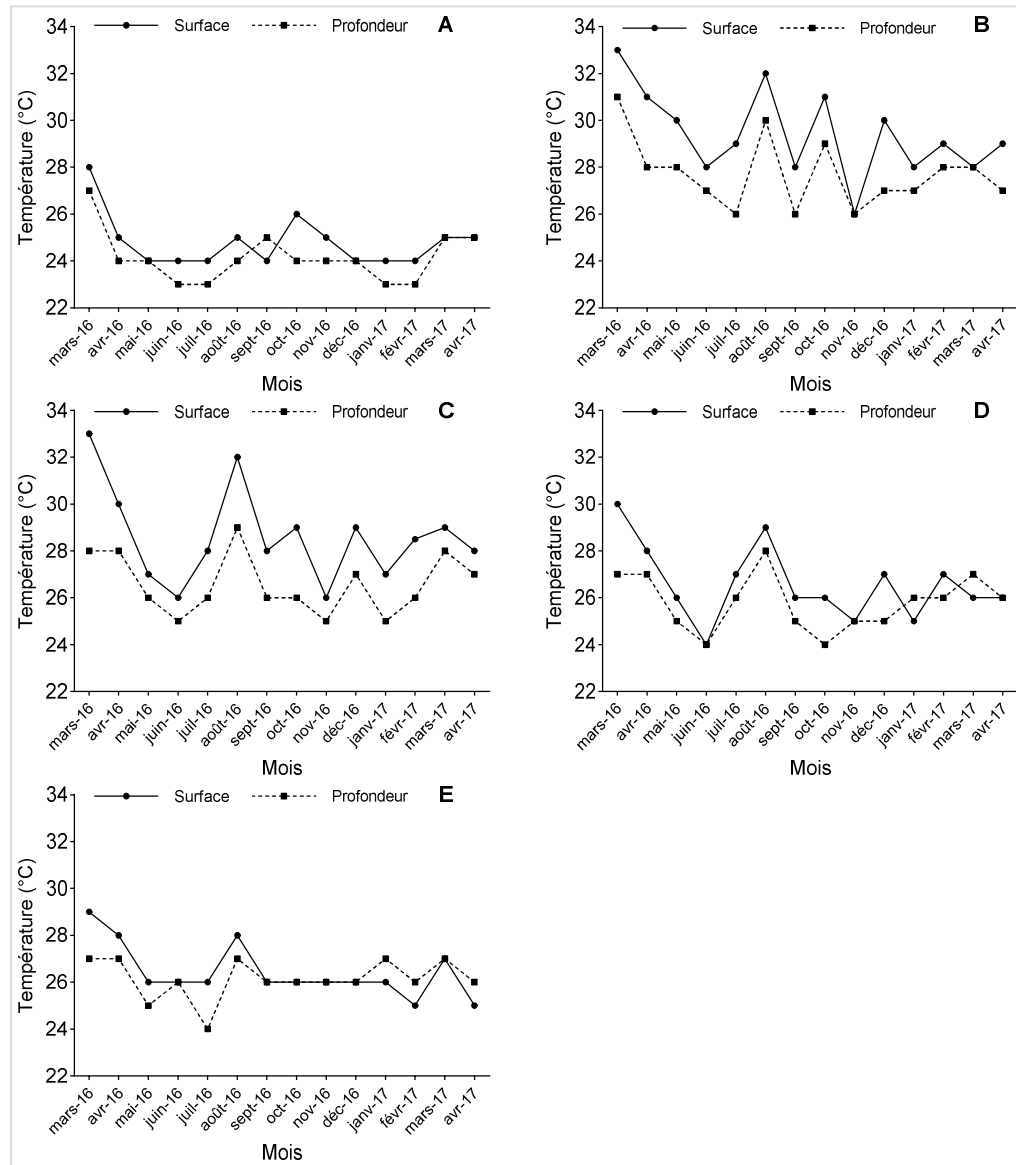 Surface Profondeur A
Température (°C)
34
32
30
28
26
24
22
mars-16 avr-16 mai-16 juin-16 juil-16 août-16 sept-16 oct-16 nov-16 déc-16 janv-17 févr-17 mars-17 avr-17
Mois
Surface Profondeur B
Température (°C)
34
32
30
28
26
24
22
mars-16 avr-16 mai-16 juin-16 juil-16 août-16 sept-16 oct-16 nov-16 déc-16 janv-17 févr-17 mars-17 avr-17
Mois
Surface Profondeur C
Température (°C)
34
32
30
28
26
24
22
mars-16 avr-16 mai-16 juin-16 juil-16 août-16 sept-16 oct-16 nov-16 déc-16 janv-17 févr-17 mars-17 avr-17
Mois
Surface Profondeur D
Température (°C)
34
32
30
28
26
24
22
mars-16 avr-16 mai-16 juin-16 juil-16 août-16 sept-16 oct-16 nov-16 déc-16 janv-17 févr-17 mars-17 avr-17
Mois
Surface Profondeur E
Température (°C)
34
32
30
28
26
24
22
mars-16 avr-16 mai-16 juin-16 juil-16 août-16 sept-16 oct-16 nov-16 déc-16 janv-17 févr-17 mars-17 avr-17
Mois